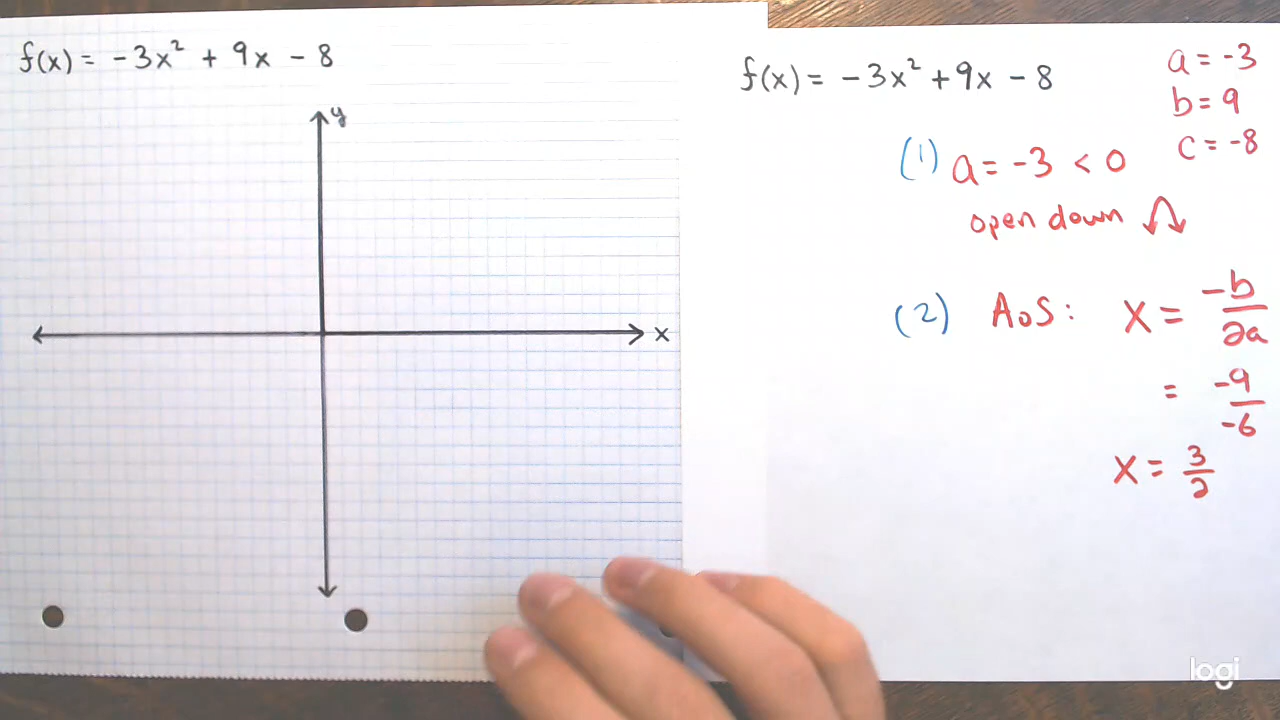 f(x) = -3x² + 9x - 8
y
x
f(x) = -3x² + 9x - 8
a = -3
b = 9
c = -8
(1) a = -3 < 0
open down
(2) AoS: x = -b/2a
= -9/-6
x = 3/2
logi